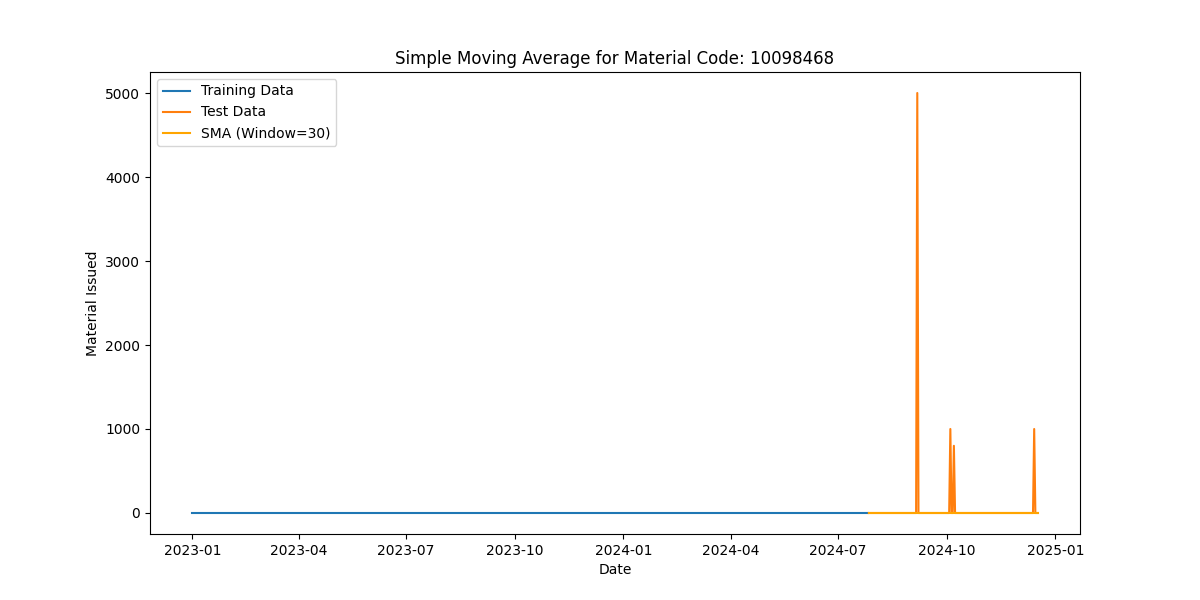 Simple Moving Average for Material Code: 10098468
Training Data
Test Data
SMA (Window=30)
Material Issued
5000
4000
3000
2000
1000
0
2023-01 2023-04 2023-07 2023-10 2024-01 2024-04 2024-07 2024-10 2025-01
Date